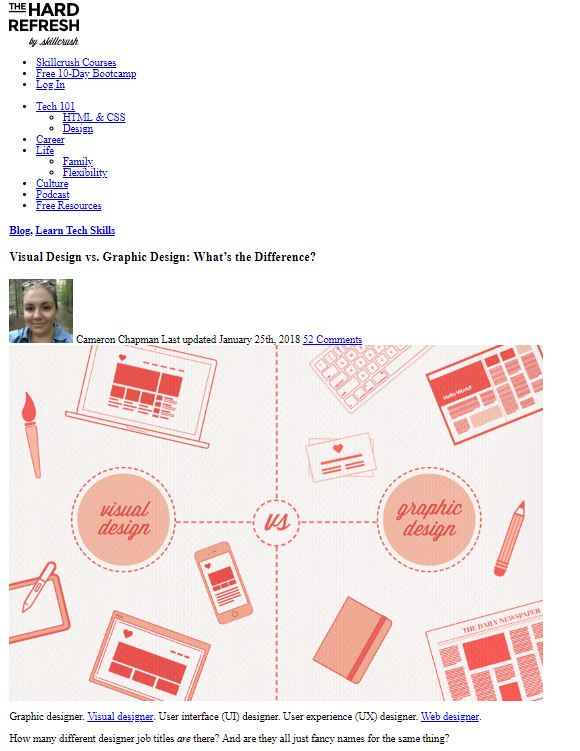 THE HARD
REFRESH
by skillcrush
Skillcrush Courses
Free 10-Day Bootcamp
Log In
Tech 101
HTML & CSS
Design
Career
Life
Family
Flexibility
Culture
Podcast
Free Resources
Blog, Learn Tech Skills
Visual Design vs. Graphic Design: What’s the Difference?
Cameron Chapman Last updated January 25th, 2018 52 Comments
Hello World!
visual
design
vs
graphic
design
THE DAILY NEWSPAPER
Graphic designer. Visual designer. User interface (UI) designer. User experience (UX) designer. Web designer.
How many different designer job titles are there? And are they all just fancy names for the same thing?